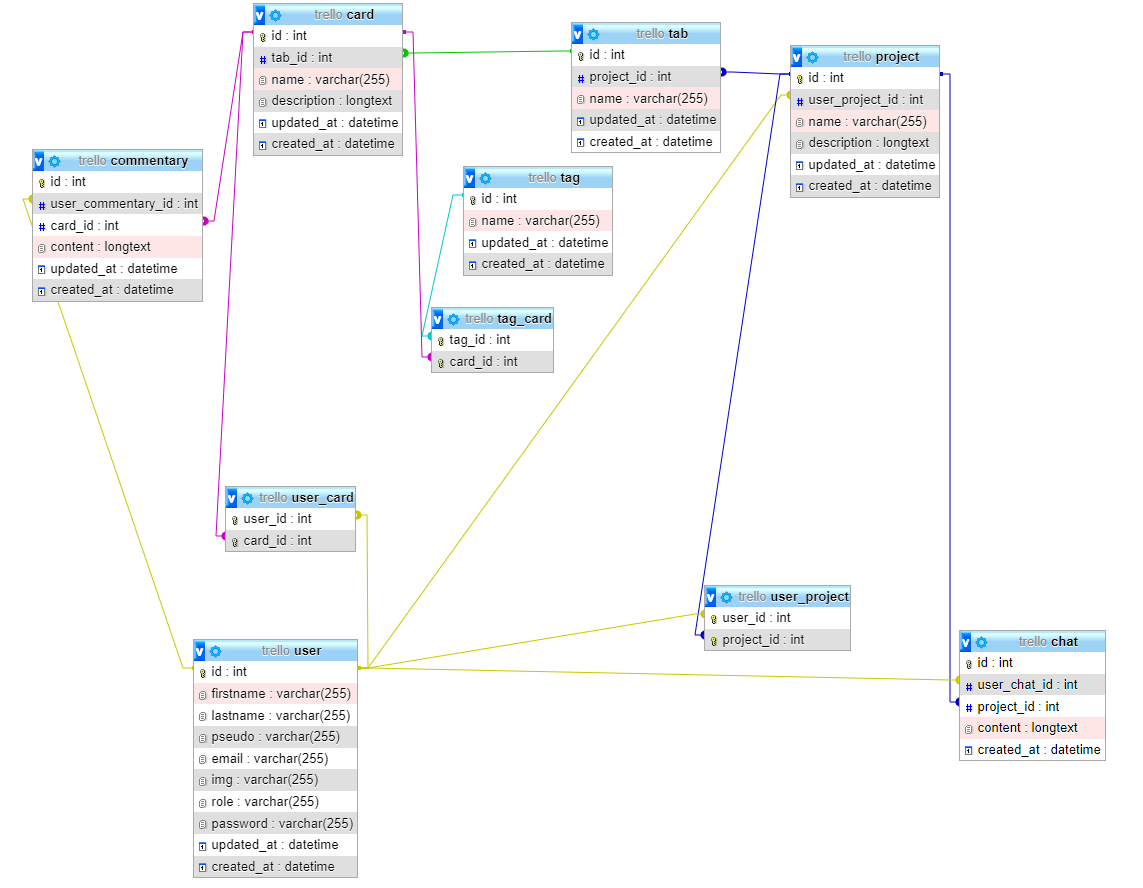 trello card
id : int
tab_id : int
name : varchar(255)
description : longtext
updated_at : datetime
created_at : datetime
trello tab
id : int
project_id : int
name : varchar(255)
updated_at : datetime
created_at : datetime
trello project
id : int
user_project_id : int
name : varchar(255)
description : longtext
updated_at : datetime
created_at : datetime
trello commentary
id : int
user_commentary_id : int
card_id : int
content : longtext
updated_at : datetime
created_at : datetime
trello tag
id : int
name : varchar(255)
updated_at : datetime
created_at : datetime
trello tag_card
tag_id : int
card_id : int
trello user_card
user_id : int
card_id : int
trello user_project
user_id : int
project_id : int
trello user
id : int
firstname : varchar(255)
lastname : varchar(255)
pseudo : varchar(255)
email : varchar(255)
img : varchar(255)
role : varchar(255)
password : varchar(255)
updated_at : datetime
created_at : datetime
trello chat
id : int
user_chat_id : int
project_id : int
content : longtext
created_at : datetime